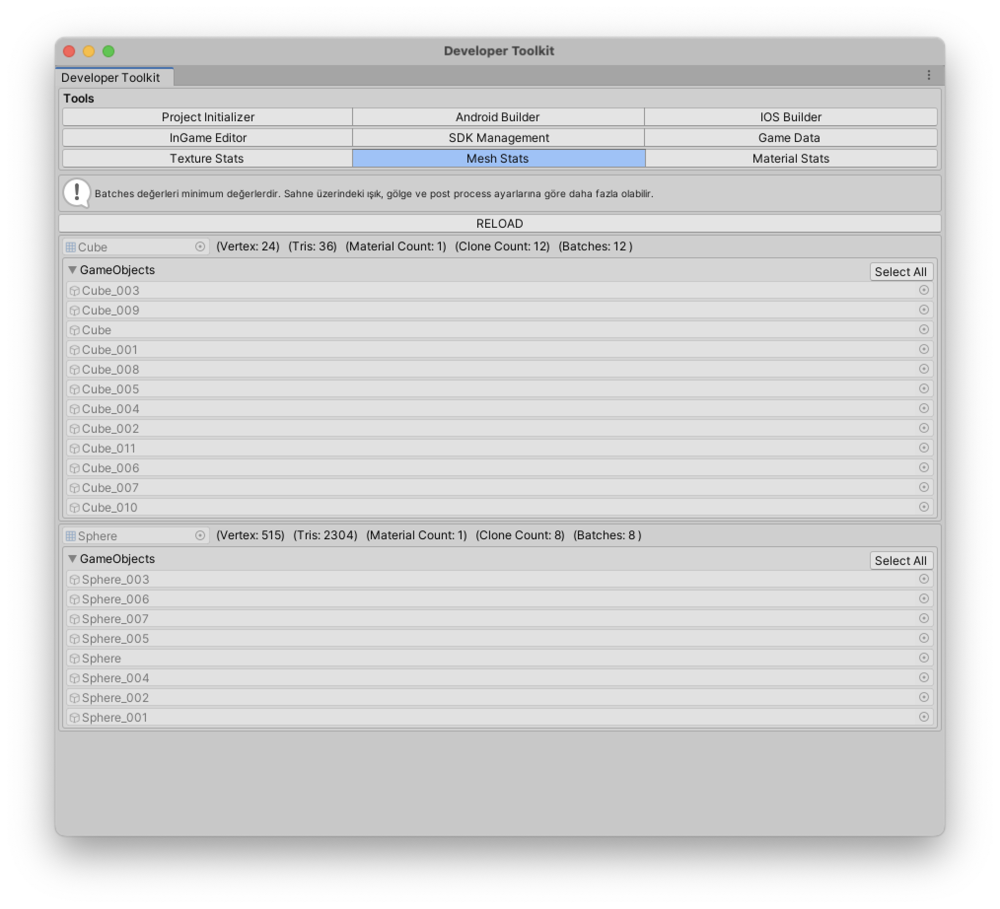 Developer Toolkit
Developer Toolkit
Tools
Project Initializer Android Builder IOS Builder
InGame Editor SDK Management Game Data
Texture Stats Mesh Stats Material Stats
Batches değerleri minimum değerlerdir. Sahne üzerindeki ışık, gölge ve post process ayarlarına göre daha fazla olabilir.
RELOAD
Cube (Vertex: 24) (Tris: 36) (Material Count: 1) (Clone Count: 12) (Batches: 12 )
GameObjects Select All
Cube_003
Cube_009
Cube
Cube_001
Cube_008
Cube_005
Cube_004
Cube_002
Cube_011
Cube_006
Cube_007
Cube_010
Sphere (Vertex: 515) (Tris: 2304) (Material Count: 1) (Clone Count: 8) (Batches: 8 )
GameObjects Select All
Sphere_003
Sphere_006
Sphere_007
Sphere_005
Sphere
Sphere_004
Sphere_002
Sphere_001